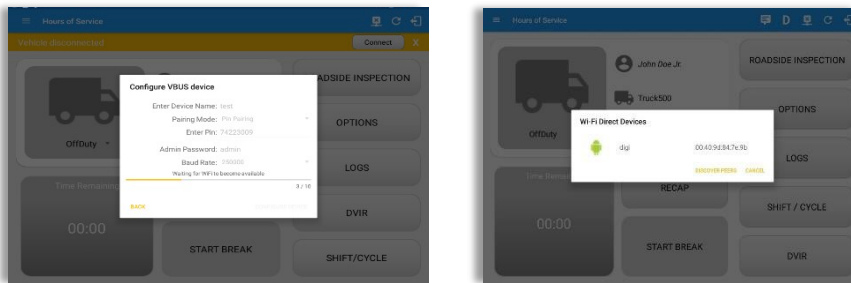 Hours of Service
Vehicle disconnected
Connect
X
Configure VBUS device
Enter Device Name: test
Pairing Mode: Pin Pairing
Enter Pin: 74223009
Admin Password: admin
Baud Rate: 250000
Waiting for WiFi to become available
3 / 16
BACK
OffDuty
Time Remaining
00:00
START BREAK
ROADSIDE INSPECTION
OPTIONS
LOGS
DVIR
SHIFT/CYCLE
Hours of Service
D
John Doe Jr.
Truck500
OffDuty
Wi-Fi Direct Devices
digi
00:40:9d:84:7e:9b
DISCOVER PEERS
CANCEL
RECAP
00:00
START BREAK
ROADSIDE INSPECTION
OPTIONS
LOGS
SHIFT / CYCLE
DVIR